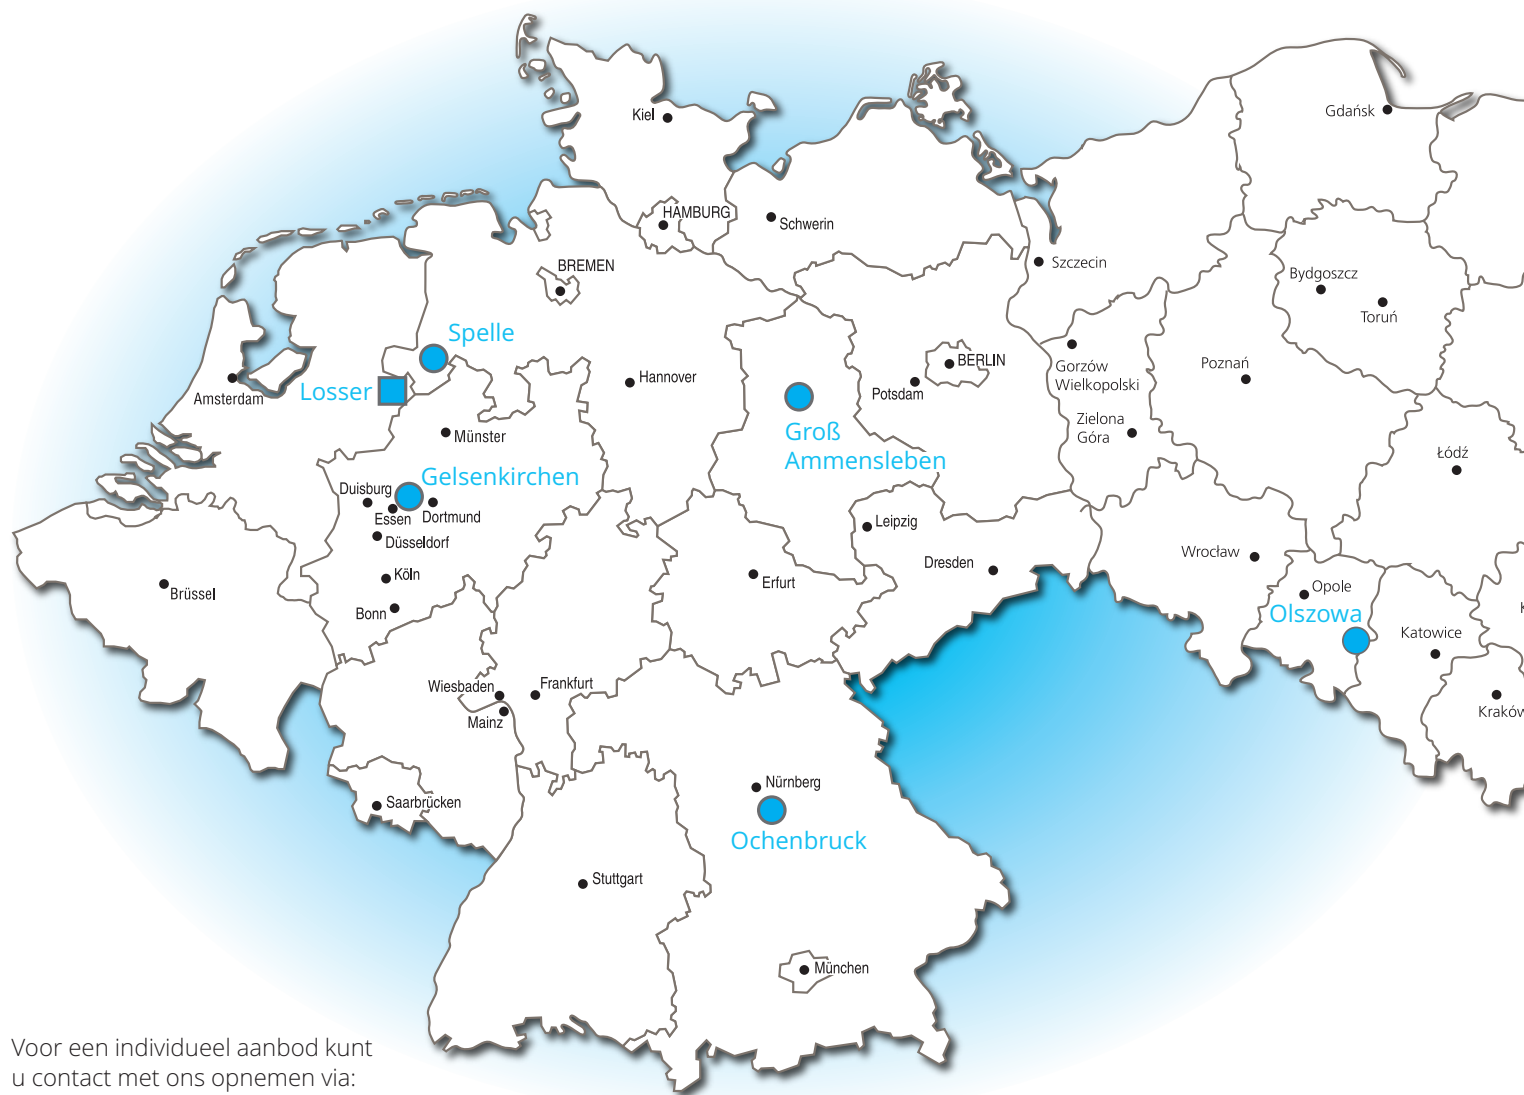 Kiel
Gdańsk
HAMBURG
Schwerin
Szczecin
BREMEN
Bydgoszcz
Toruń
Spelle
Hannover
BERLIN
Potsdam
Gorzów
Wielkopolski
Poznań
Amsterdam
Losser
Münster
Groß
Ammensleben
Zielona
Góra
Łódź
Gelsenkirchen
Duisburg
Essen
Dortmund
Düsseldorf
Leipzig
Wrocław
Brüssel
Köln
Bonn
Erfurt
Dresden
Opole
Olszowa
Katowice
Wiesbaden
Frankfurt
Mainz
Kraków
Saarbrücken
Nürnberg
Ochenbruck
Stuttgart
München
Voor een individueel aanbod kunt
u contact met ons opnemen via: